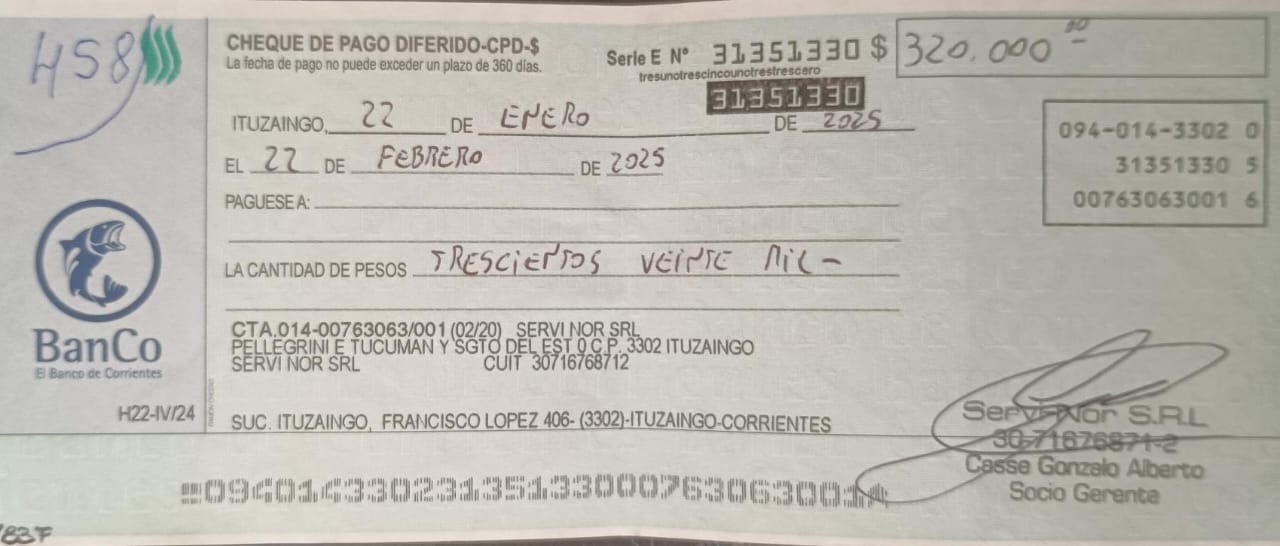 458
CHEQUE DE PAGO DIFERIDO-CPD-$
La fecha de pago no puede exceder un plazo de 360 días.
Serie E Nº 31351330 $ 320.000 00
tresunotrescincounotrestrescero
31351330
ITUZAINGO, 22 DE ENERO DE 2025
EL 22 DE FEBRERO DE 2025
094-014-3302 0
31351330 5
00763063001 6
PAGUESE A:
LA CANTIDAD DE PESOS TRESCIENTOS VEINTE MIL -
BanCo
El Banco de Corrientes
H22-IV/24
CTA.014-00763063/001 (02/20) SERVI NOR SRL
PELLEGRINI E TUCUMAN Y SGTO DEL EST 0 C.P. 3302 ITUZAINGO
SERVI NOR SRL CUIT 30716768712
SUC. ITUZAINGO, FRANCISCO LOPEZ 406- (3302)-ITUZAINGO-CORRIENTES
Servi Nor S.R.L
30-71676871-2
Casse Gonzalo Alberto
Socio Gerente
09401433023135133000763063001
83F